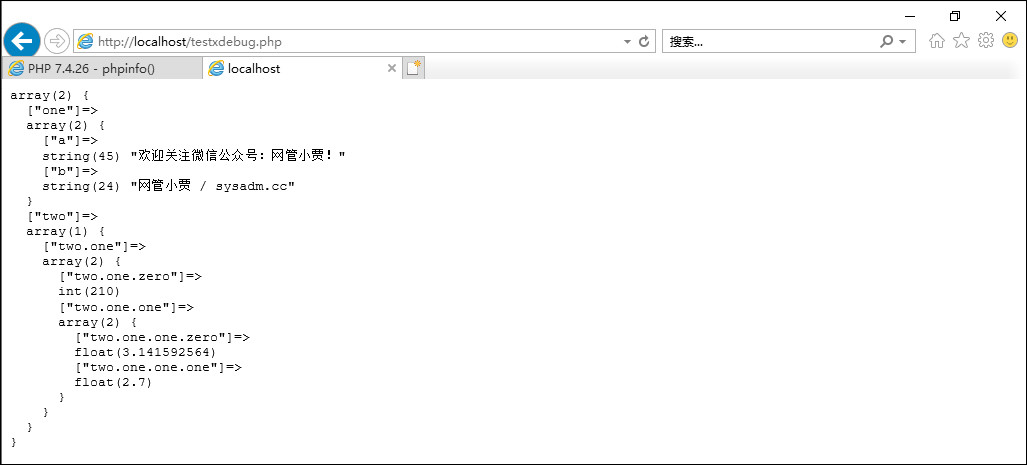 http://localhost/testxdebug.php
搜索...
PHP 7.4.26 - phpinfo()
localhost
array(2) {
  ["one"]=>
  array(2) {
    ["a"]=>
    string(45) "欢迎关注微信公众号：网管小贾！"
    ["b"]=>
    string(24) "网管小贾 / sysadm.cc"
  }
  ["two"]=>
  array(1) {
    ["two.one"]=>
    array(2) {
      ["two.one.zero"]=>
      int(210)
      ["two.one.one"]=>
      array(2) {
        ["two.one.one.zero"]=>
        float(3.141592564)
        ["two.one.one.one"]=>
        float(2.7)
      }
    }
  }
}